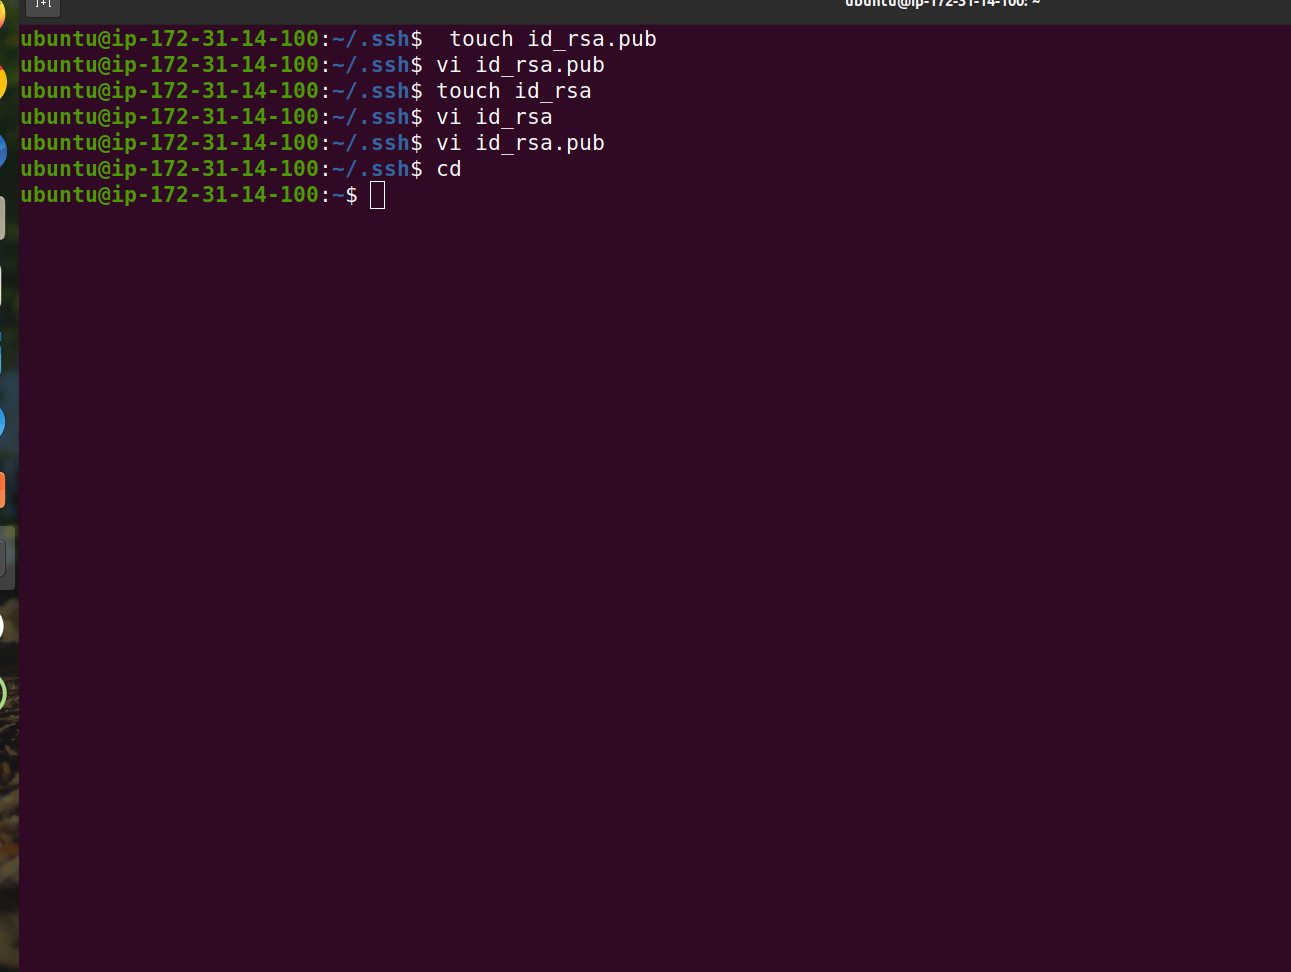 ubuntu@ip-172-31-14-100: ~
ubuntu@ip-172-31-14-100:~/.ssh$  touch id_rsa.pub
ubuntu@ip-172-31-14-100:~/.ssh$ vi id_rsa.pub
ubuntu@ip-172-31-14-100:~/.ssh$ touch id_rsa
ubuntu@ip-172-31-14-100:~/.ssh$ vi id_rsa
ubuntu@ip-172-31-14-100:~/.ssh$ vi id_rsa.pub
ubuntu@ip-172-31-14-100:~/.ssh$ cd
ubuntu@ip-172-31-14-100:~$